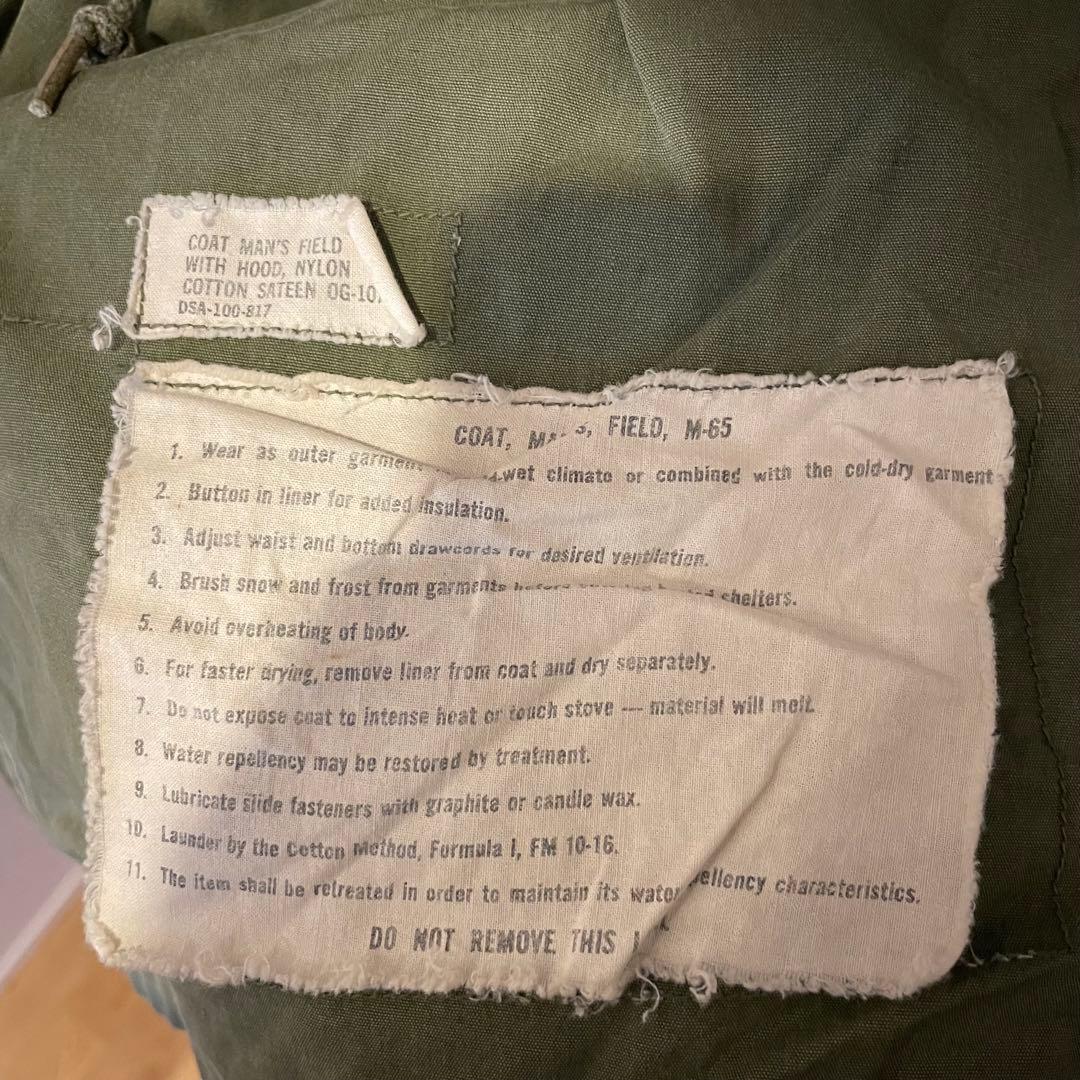 COAT MAN'S FIELD
WITH HOOD, NYLON
COTTON SATEEN OG-10
DSA-100-817
COAT, FIELD, M-65
1. Wear as outer garment wet climate or combined with the cold-dry garment
2. Button in liner for added insulation.
3. Adjust waist and bottom drawcords for desired ventilation.
4. Brush snow and frost from garments before shelters.
5. Avoid overheating of body.
6. For faster drying, remove liner from coat and dry separately.
7. Do not expose coat to intense heat or touch stove — material will melt.
8. Water repellency may be restored by treatment.
9. Lubricate slide fasteners with graphite or candle wax.
10. Launder by the Cotton Method, Formula I, FM 10-16.
11. The item shall be retreated in order to maintain its water repellency characteristics.
DO NOT REMOVE THIS